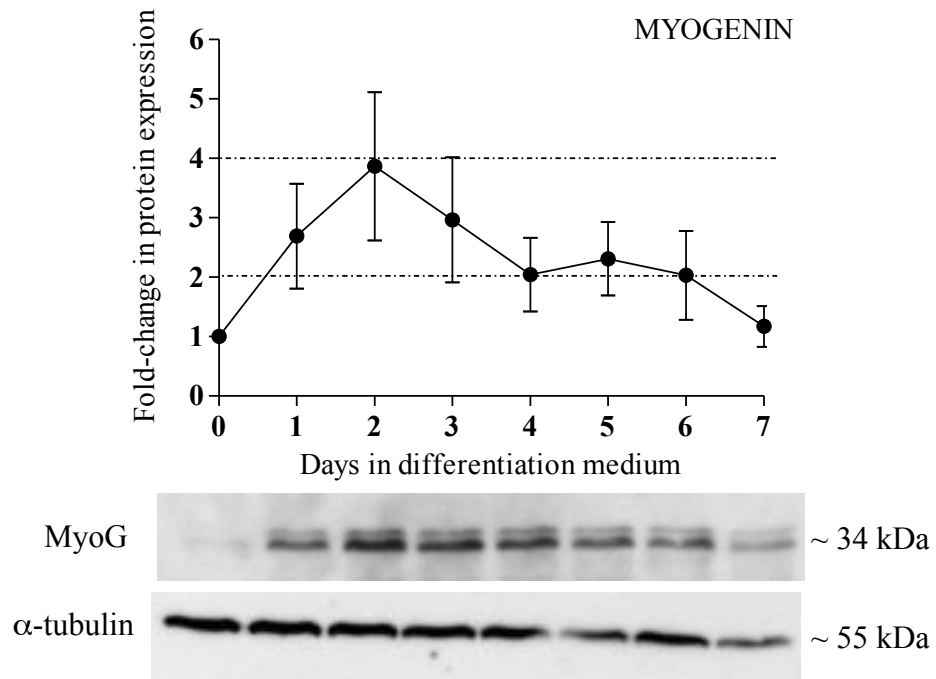 MYOGENIN
Fold-change in protein expression
6
5
4
3
2
1
0
0 1 2 3 4 5 6 7
Days in differentiation medium
MyoG ~ 34 kDa
α-tubulin ~ 55 kDa